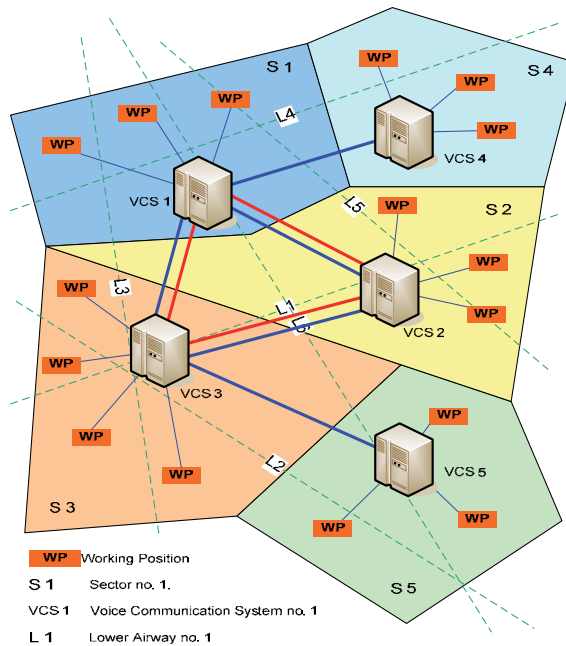 S 1
S 4
WP
WP
WP
WP
WP
WP
WP
L4
VCS 4
VCS 1
L5
WP
S 2
WP
L3
WP
L1
WP
VCS 2
WP
VCS 3
WP
WP
L2
WP
VCS 5
WP
WP
S 3
S 5
WP Working Position
S 1 Sector no. 1.
VCS 1 Voice Communication System no. 1
L 1 Lower Airway no. 1